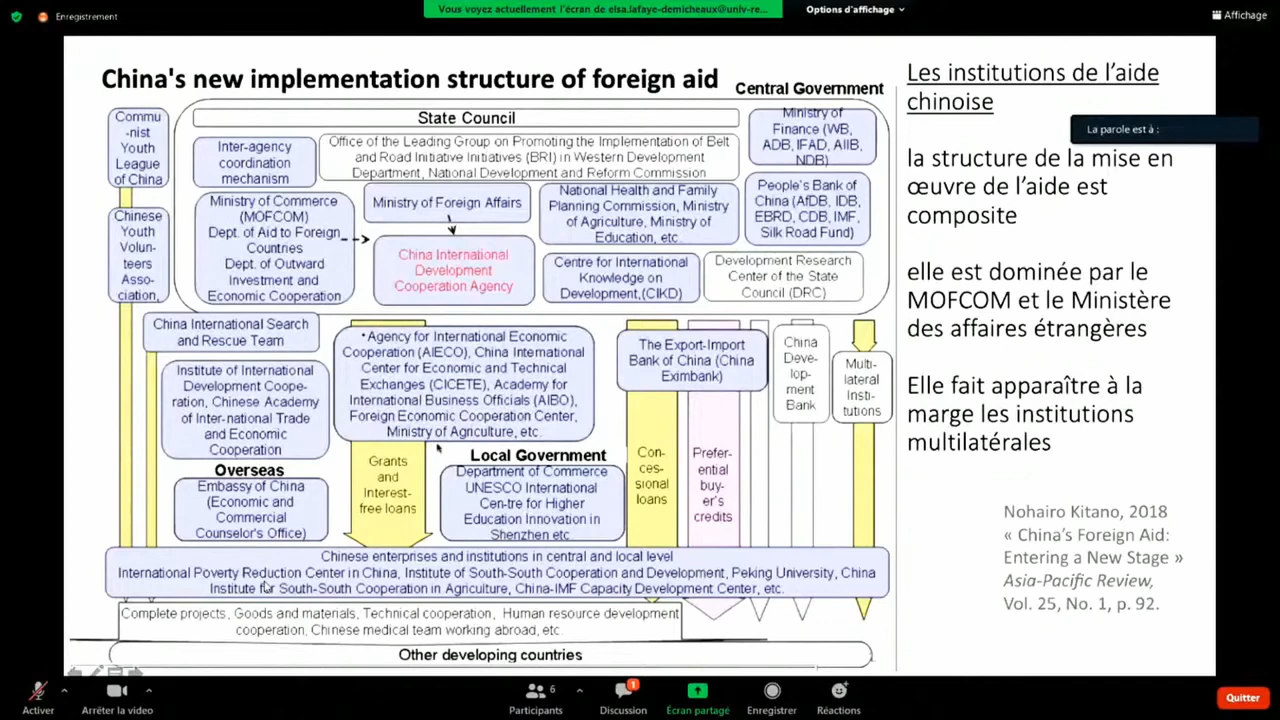 Enregistrement
Vous voyez actuellement l'écran de elsa.lafaye-demicheaux@univ-re...
Options d'affichage
Affichage
China's new implementation structure of foreign aid
Central Government
Les institutions de l'aide
chinoise
La parole est à :
Commu
-nist
Youth
League
of China
State Council
Ministry of
Finance (WB,
ADB, IFAD, AIIB,
NDB)
Inter-agency
coordination
mechanism
Office of the Leading Group on Promoting the Implementation of Belt
and Road Initiative Initiatives (BRI) in Western Development
Department, National Development and Reform Commission
Chinese
Youth
Volun-
teers
Asso-
ciation,
Ministry of Commerce
(MOFCOM)
Dept. of Aid to Foreign
Countries
Dept. of Outward
Investment and
Economic Cooperation
Ministry of Foreign Affairs
China International
Development
Cooperation Agency
National Health and Family
Planning Commission, Ministry
of Agriculture, Ministry of
Education, etc.
People's Bank of
China (AfDB, IDB,
EBRD, CDB, IMF,
Silk Road Fund)
Centre for International
Knowledge on
Development,(CIKD)
Development Research
Center of the State
Council (DRC)
China International Search
and Rescue Team
•Agency for International Economic
Cooperation (AIECO), China International
Center for Economic and Technical
Exchanges (CICETE), Academy for
International Business Officials (AIBO),
Foreign Economic Cooperation Center,
Ministry of Agriculture, etc.
The Export-Import
Bank of China (China
Eximbank)
China
Deve-
lop-
ment
Bank
Multi-
lateral
Insti-
tutions
Institute of International
Development Coope-
ration, Chinese Academy
of Inter-national Trade
and Economic
Cooperation
Overseas
Embassy of China
(Economic and
Commercial
Counselor's Office)
Grants
and
Interest-
free loans
Local Government
Department of Commerce
UNESCO International
Cen-tre for Higher
Education Innovation in
Shenzhen etc
Con-
ces-
sional
loans
Prefer-
ential
buy-
er's
credits
Chinese enterprises and institutions in central and local level
International Poverty Reduction Center in China, Institute of South-South Cooperation and Development, Peking University, China
Institute for South-South Cooperation in Agriculture, China-IMF Capacity Development Center, etc.
Complete projects, Goods and materials, Technical cooperation, Human resource development
cooperation, Chinese medical team working abroad, etc.
Other developing countries
la structure de la mise en
œuvre de l'aide est
composite
elle est dominée par le
MOFCOM et le Ministère
des affaires étrangères
Elle fait apparaître à la
marge les institutions
multilatérales
Nohairo Kitano, 2018
« China's Foreign Aid:
Entering a New Stage »
Asia-Pacific Review,
Vol. 25, No. 1, p. 92.
Activer
Arrêter la vidéo
6
Participants
1
Discussion
Écran partagé
Enregistrer
Réactions
Quitter